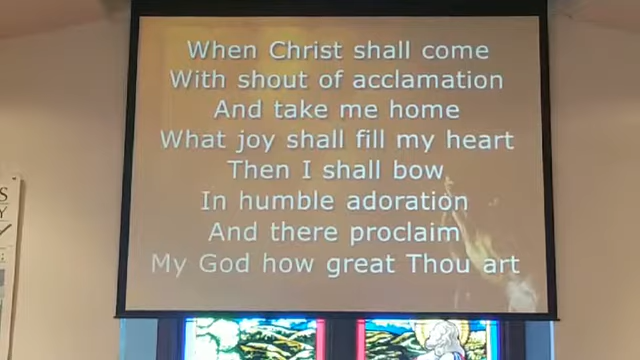 When Christ shall come
With shout of acclamation
And take me home
What joy shall fill my heart
Then I shall bow
In humble adoration
And there proclaim
My God how great Thou art